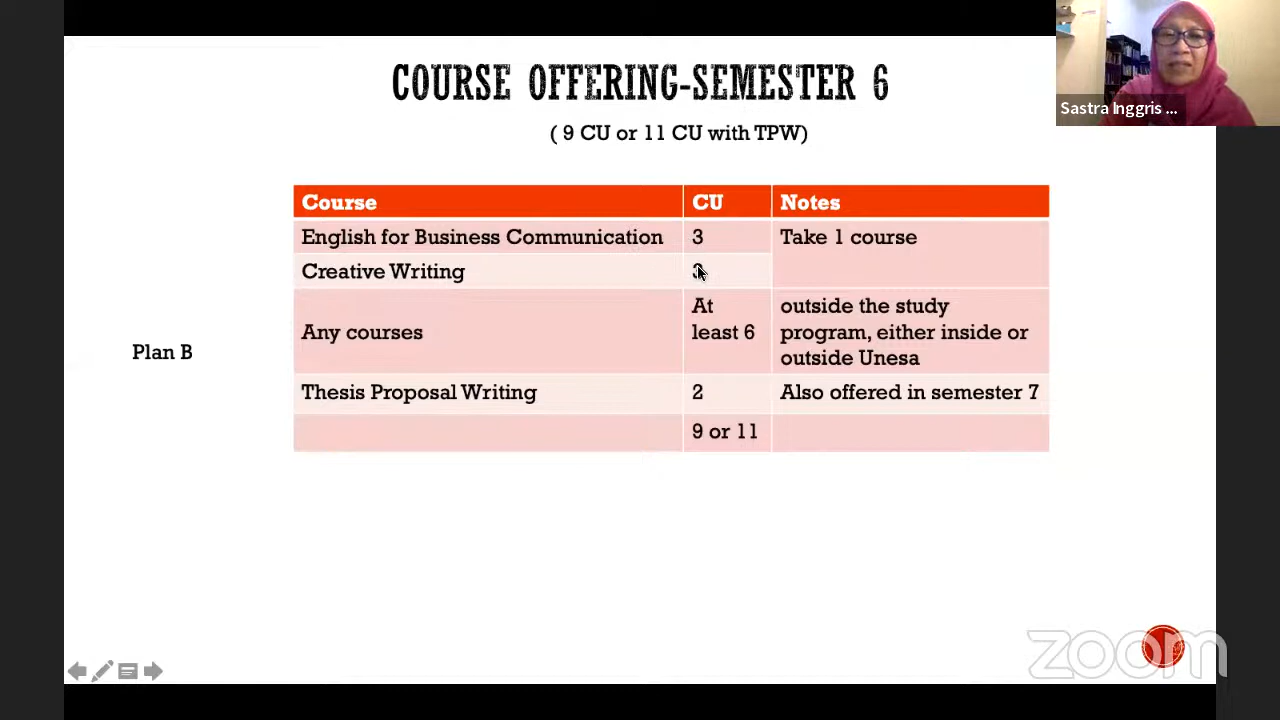 COURSE OFFERING-SEMESTER 6
( 9 CU or 11 CU with TPW)
Sastra Inggris ...
Course CU Notes
English for Business Communication 3 Take 1 course
Creative Writing
Any courses
At
least 6
outside the study
program, either inside or
outside Unesa
Plan B
Thesis Proposal Writing 2 Also offered in semester 7
9 or 11
zoom